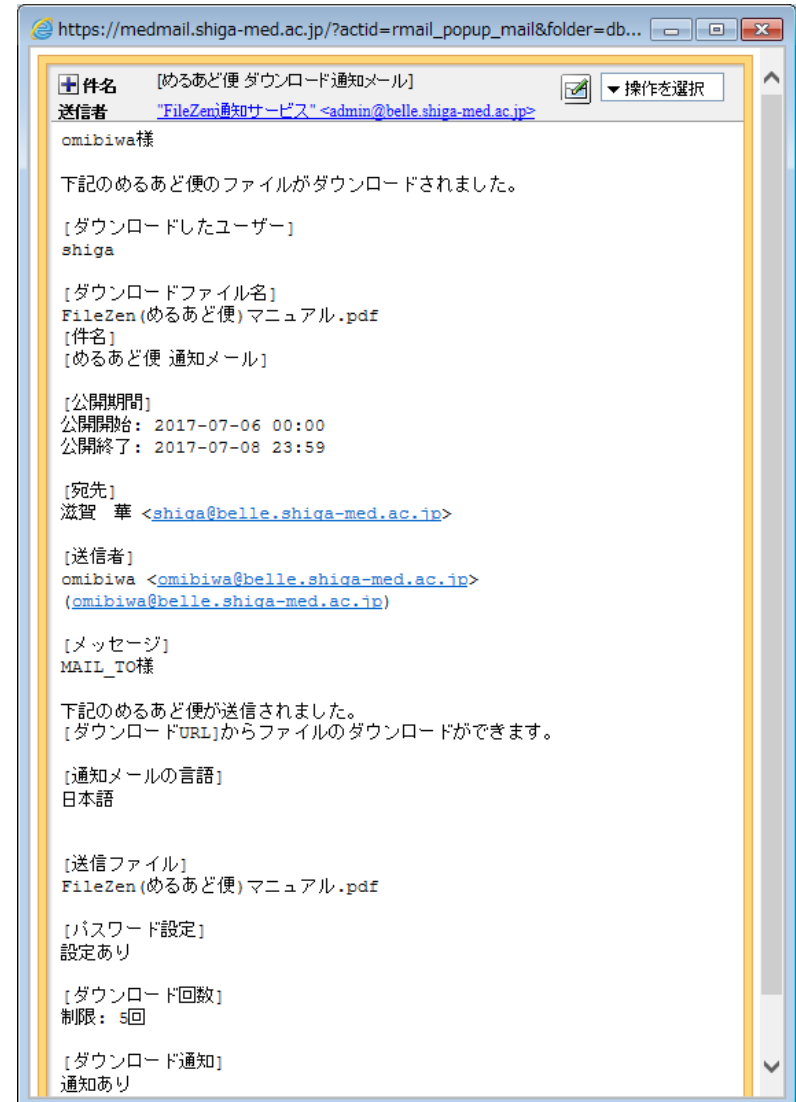 https://medmail.shiga-med.ac.jp/?actid=rmail_popup_mail&folder=db...
件名 [めるあど便 ダウンロード通知メール]
▼操作を選択
送信者 "FileZen通知サービス" <admin@belle.shiga-med.ac.jp>
omibiwa様
下記のめるあど便のファイルがダウンロードされました。
[ダウンロードしたユーザー]
shiga
[ダウンロードファイル名]
FileZen(めるあど便)マニュアル.pdf
[件名]
[めるあど便 通知メール]
[公開期間]
公開開始: 2017-07-06 00:00
公開終了: 2017-07-08 23:59
[宛先]
滋賀　華 <shiga@belle.shiga-med.ac.jp>
[送信者]
omibiwa <omibiwa@belle.shiga-med.ac.jp>
(omibiwa@belle.shiga-med.ac.jp)
[メッセージ]
MAIL_TO様
下記のめるあど便が送信されました。
[ダウンロードURL]からファイルのダウンロードができます。
[通知メールの言語]
日本語
[送信ファイル]
FileZen(めるあど便)マニュアル.pdf
[パスワード設定]
設定あり
[ダウンロード回数]
制限: 5回
[ダウンロード通知]
通知あり